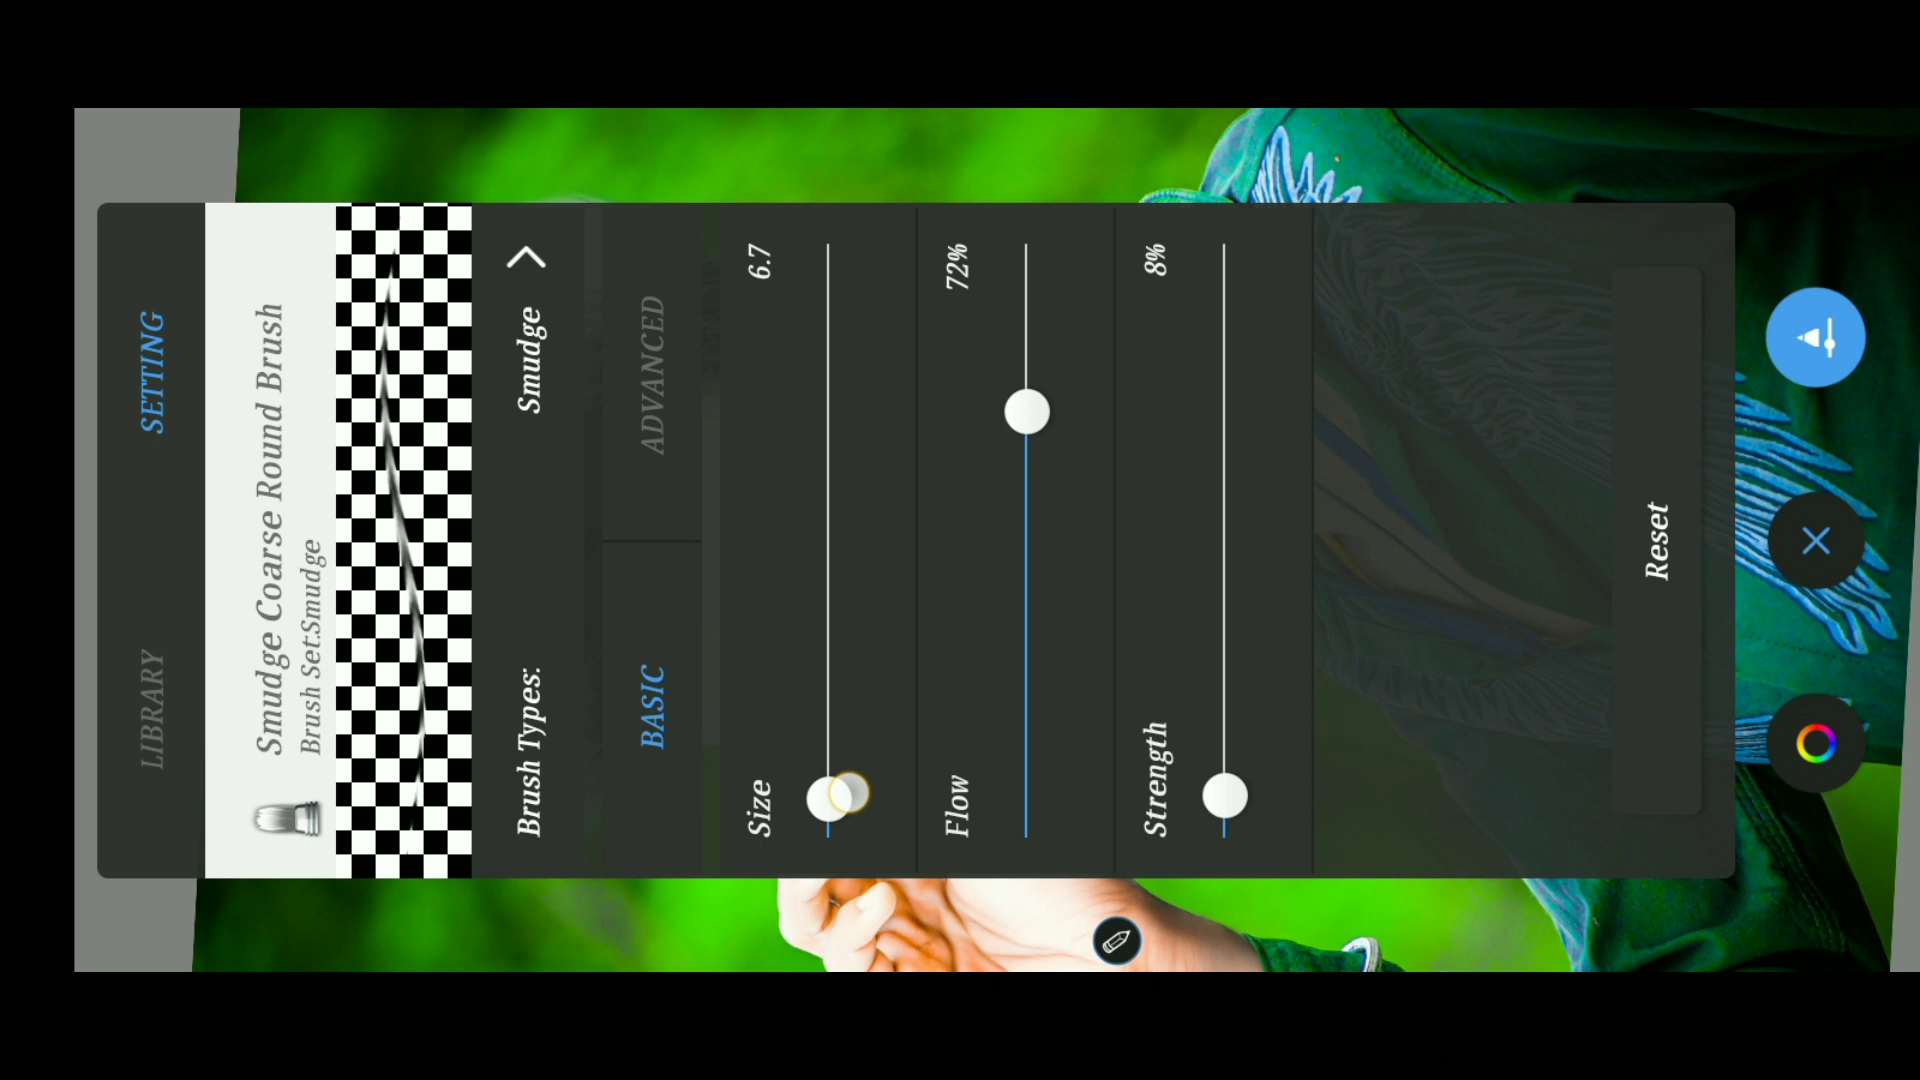 LIBRARY SETTING
Smudge Coarse Round Brush
Brush Set:Smudge
Brush Types: Smudge
BASIC ADVANCED
Size 6.7
Flow 72%
Strength 8%
Reset